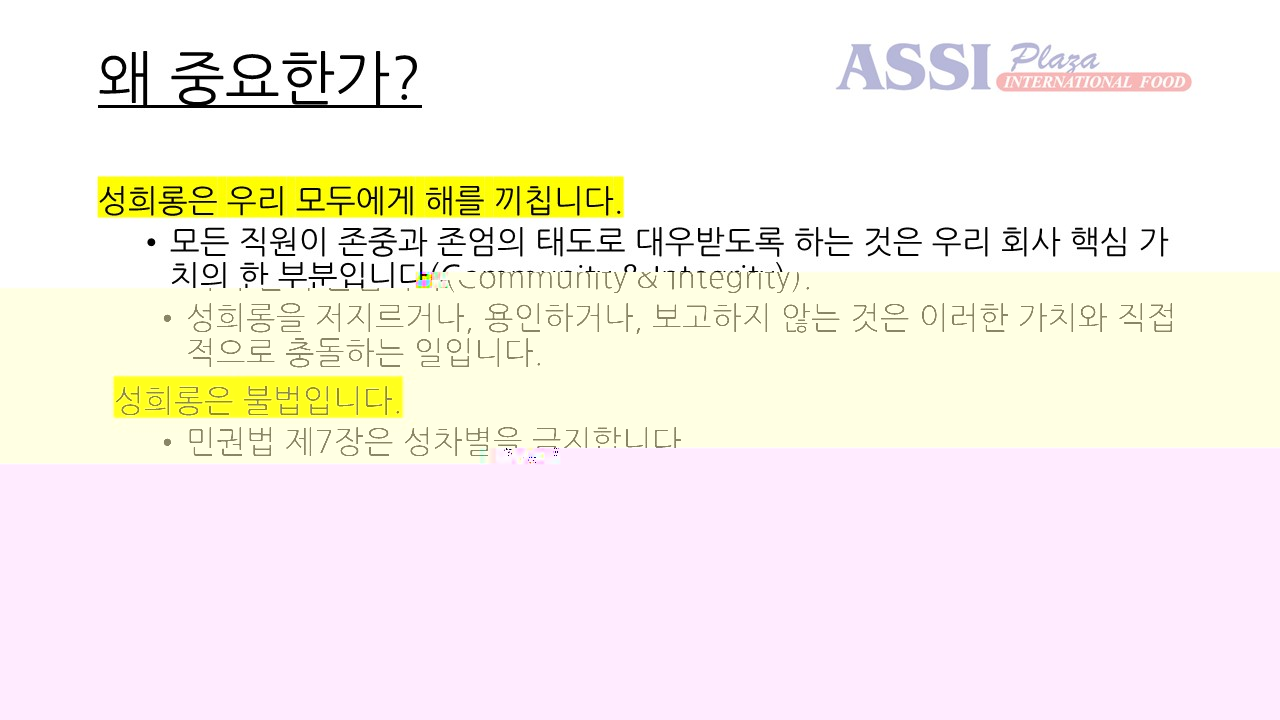 왜 중요한가?
ASSI Plaza
INTERNATIONAL FOOD
성희롱은 우리 모두에게 해를 끼칩니다.
• 모든 직원이 존중과 존엄의 태도로 대우받도록 하는 것은 우리 회사 핵심 가
치의 한 부분입니다(Community & Integrity).
• 성희롱을 저지르거나, 용인하거나, 보고하지 않는 것은 이러한 가치와 직접
적으로 충돌하는 일입니다.
성희롱은 불법입니다.
• 민권법 제7장은 성차별을 금지합니다